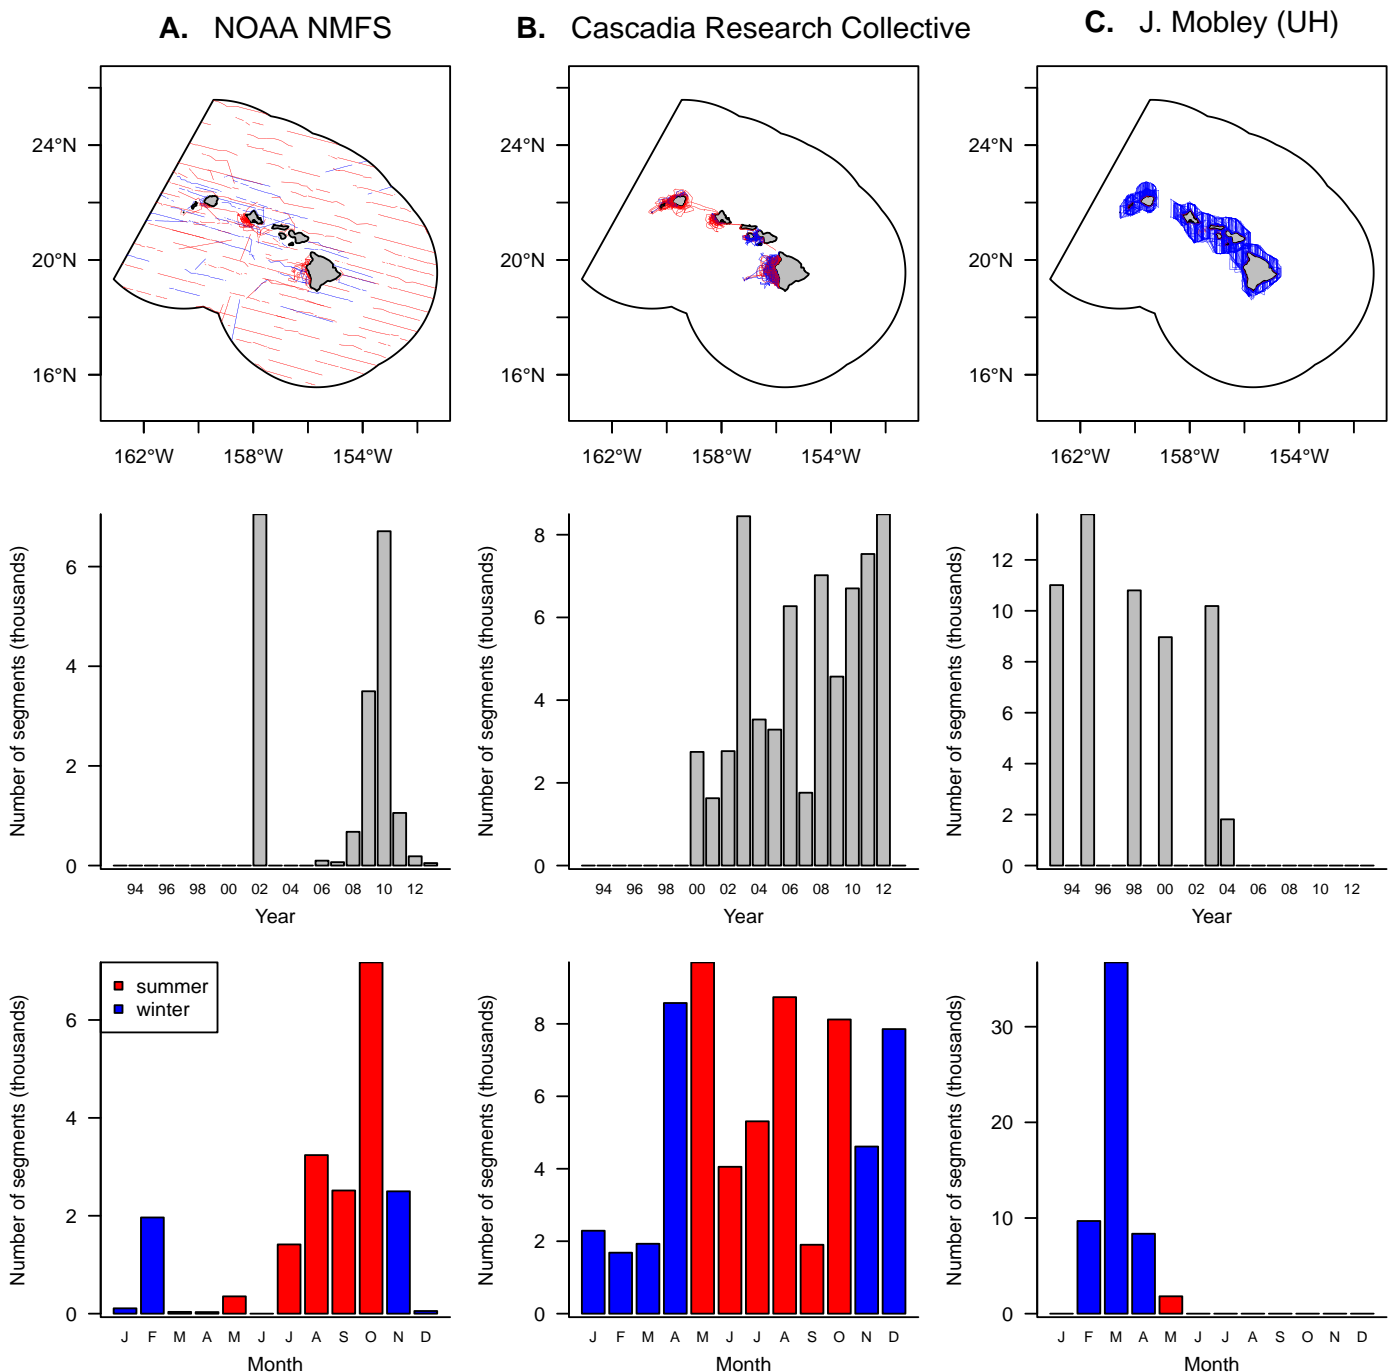 A. NOAA NMFS
B. Cascadia Research Collective
C. J. Mobley (UH)
24°N
20°N
16°N
162°W 158°W 154°W
24°N
20°N
16°N
162°W 158°W 154°W
24°N
20°N
16°N
162°W 158°W 154°W
Number of segments (thousands)
6
4
2
0
94 96 98 00 02 04 06 08 10 12
Year
Number of segments (thousands)
8
6
4
2
0
94 96 98 00 02 04 06 08 10 12
Year
Number of segments (thousands)
12
10
8
6
4
2
0
94 96 98 00 02 04 06 08 10 12
Year
summer
winter
Number of segments (thousands)
6
4
2
0
J F M A M J J A S O N D
Month
Number of segments (thousands)
8
6
4
2
0
J F M A M J J A S O N D
Month
Number of segments (thousands)
30
20
10
0
J F M A M J J A S O N D
Month